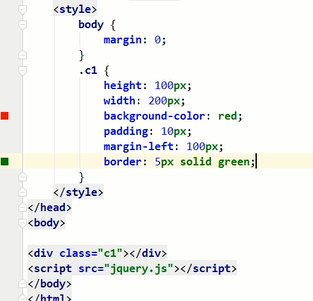 <style>
body {
margin: 0;
}
.c1 {
height: 100px;
width: 200px;
background-color: red;
padding: 10px;
margin-left: 100px;
border: 5px solid green;
}
</style>
</head>
<body>
<div class="c1"></div>
<script src="jquery.js"></script>
</body>
</html>